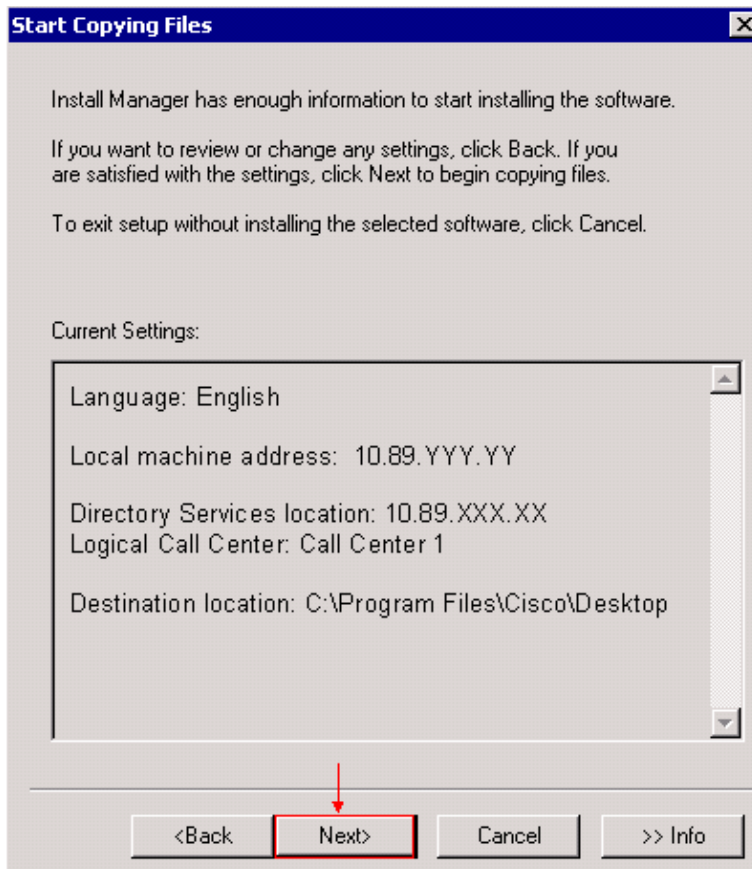 Start Copying Files
Install Manager has enough information to start installing the software.
If you want to review or change any settings, click Back. If you
are satisfied with the settings, click Next to begin copying files.
To exit setup without installing the selected software, click Cancel.
Current Settings:
Language: English
Local machine address: 10.89.YYY.YY
Directory Services location: 10.89.XXX.XX
Logical Call Center: Call Center 1
Destination location: C:\Program Files\Cisco\Desktop
<Back Next> Cancel >> Info